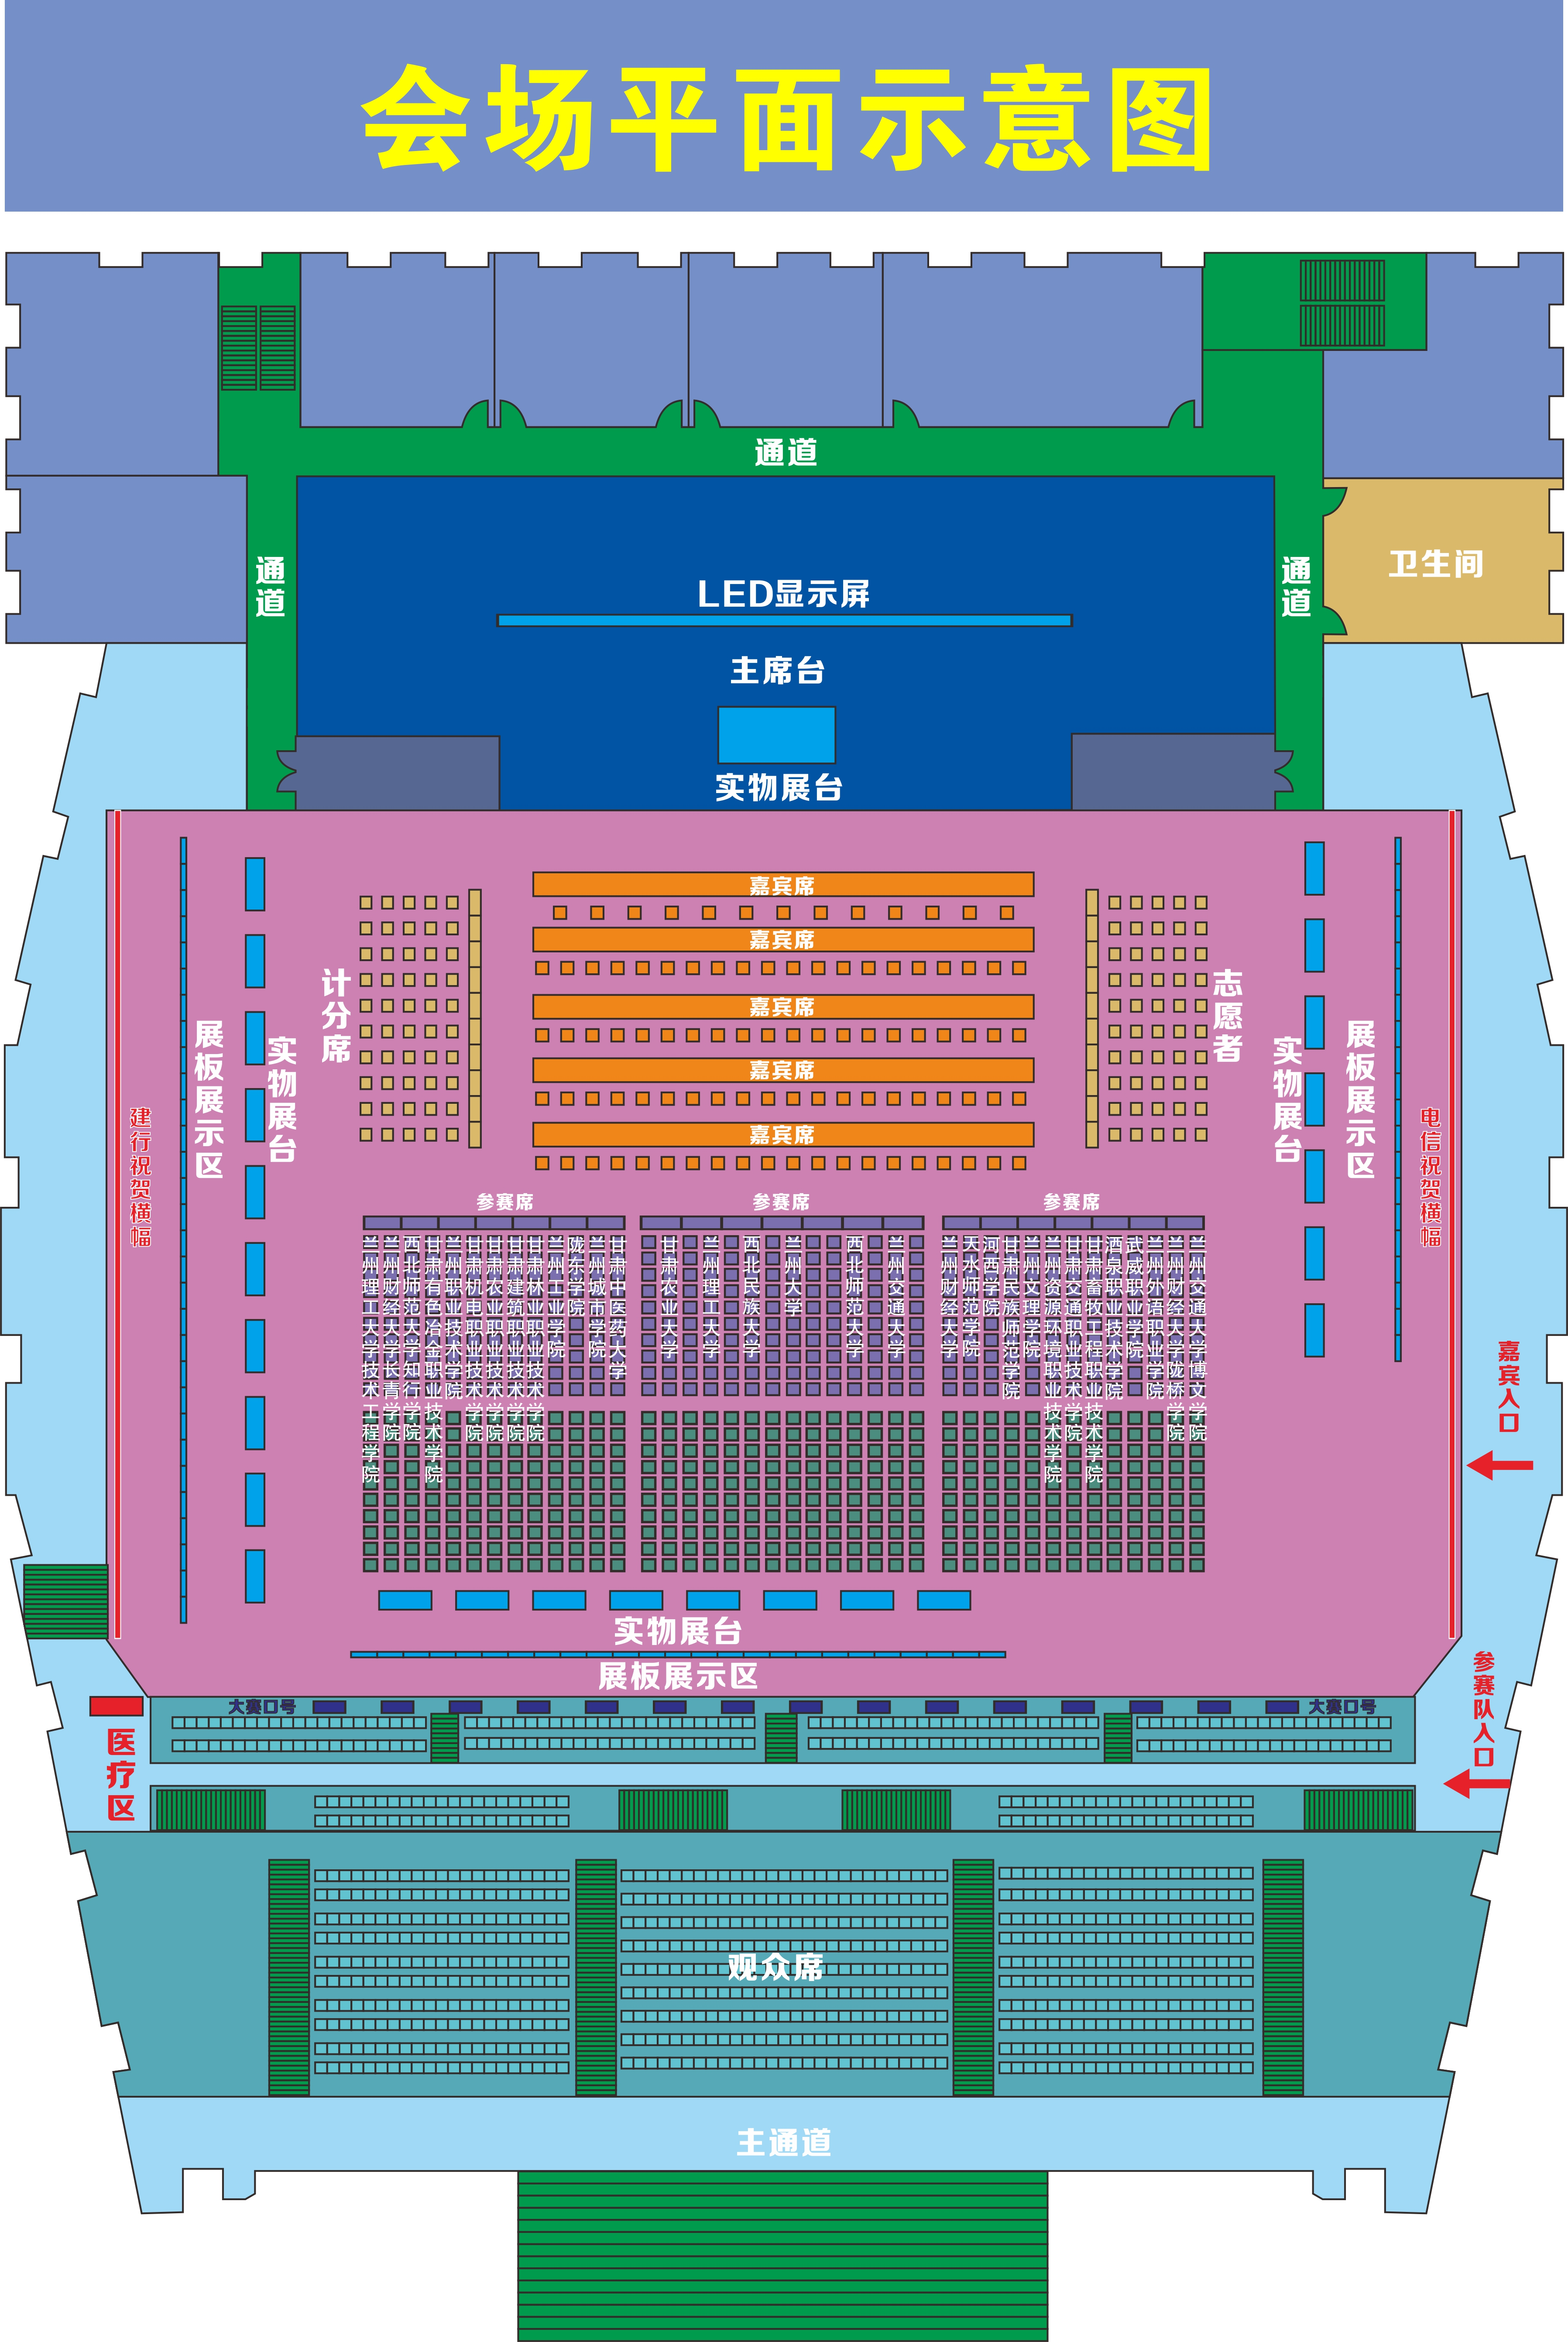 会场平面示意图
通道
通道
通道
卫生间
LED显示屏
主席台
实物展台
嘉宾席
嘉宾席
嘉宾席
嘉宾席
嘉宾席
计分席
志愿者
展板展示区
实物展台
实物展台
展板展示区
建行祝贺横幅
电信祝贺横幅
参赛席
参赛席
参赛席
兰州理工大学技术工程学院
兰州财经大学长青学院
西北师范大学知行学院
甘肃有色冶金职业技术学院
兰州职业技术学院
甘肃机电职业技术学院
甘肃农业职业技术学院
甘肃建筑职业技术学院
甘肃林业职业技术学院
兰州工业学院
陇东学院
兰州城市学院
甘肃中医药大学
甘肃农业大学
兰州理工大学
西北民族大学
兰州大学
西北师范大学
兰州交通大学
兰州财经大学
天水师范学院
河西学院
甘肃民族师范学院
兰州文理学院
兰州资源环境职业技术学院
甘肃交通职业技术学院
甘肃畜牧工程职业技术学院
酒泉职业技术学院
武威职业学院
兰州外语职业学院
兰州财经大学陇桥学院
兰州交通大学博文学院
嘉宾入口
实物展台
展板展示区
参赛队入口
大赛口号
大赛口号
医疗区
观众席
主通道